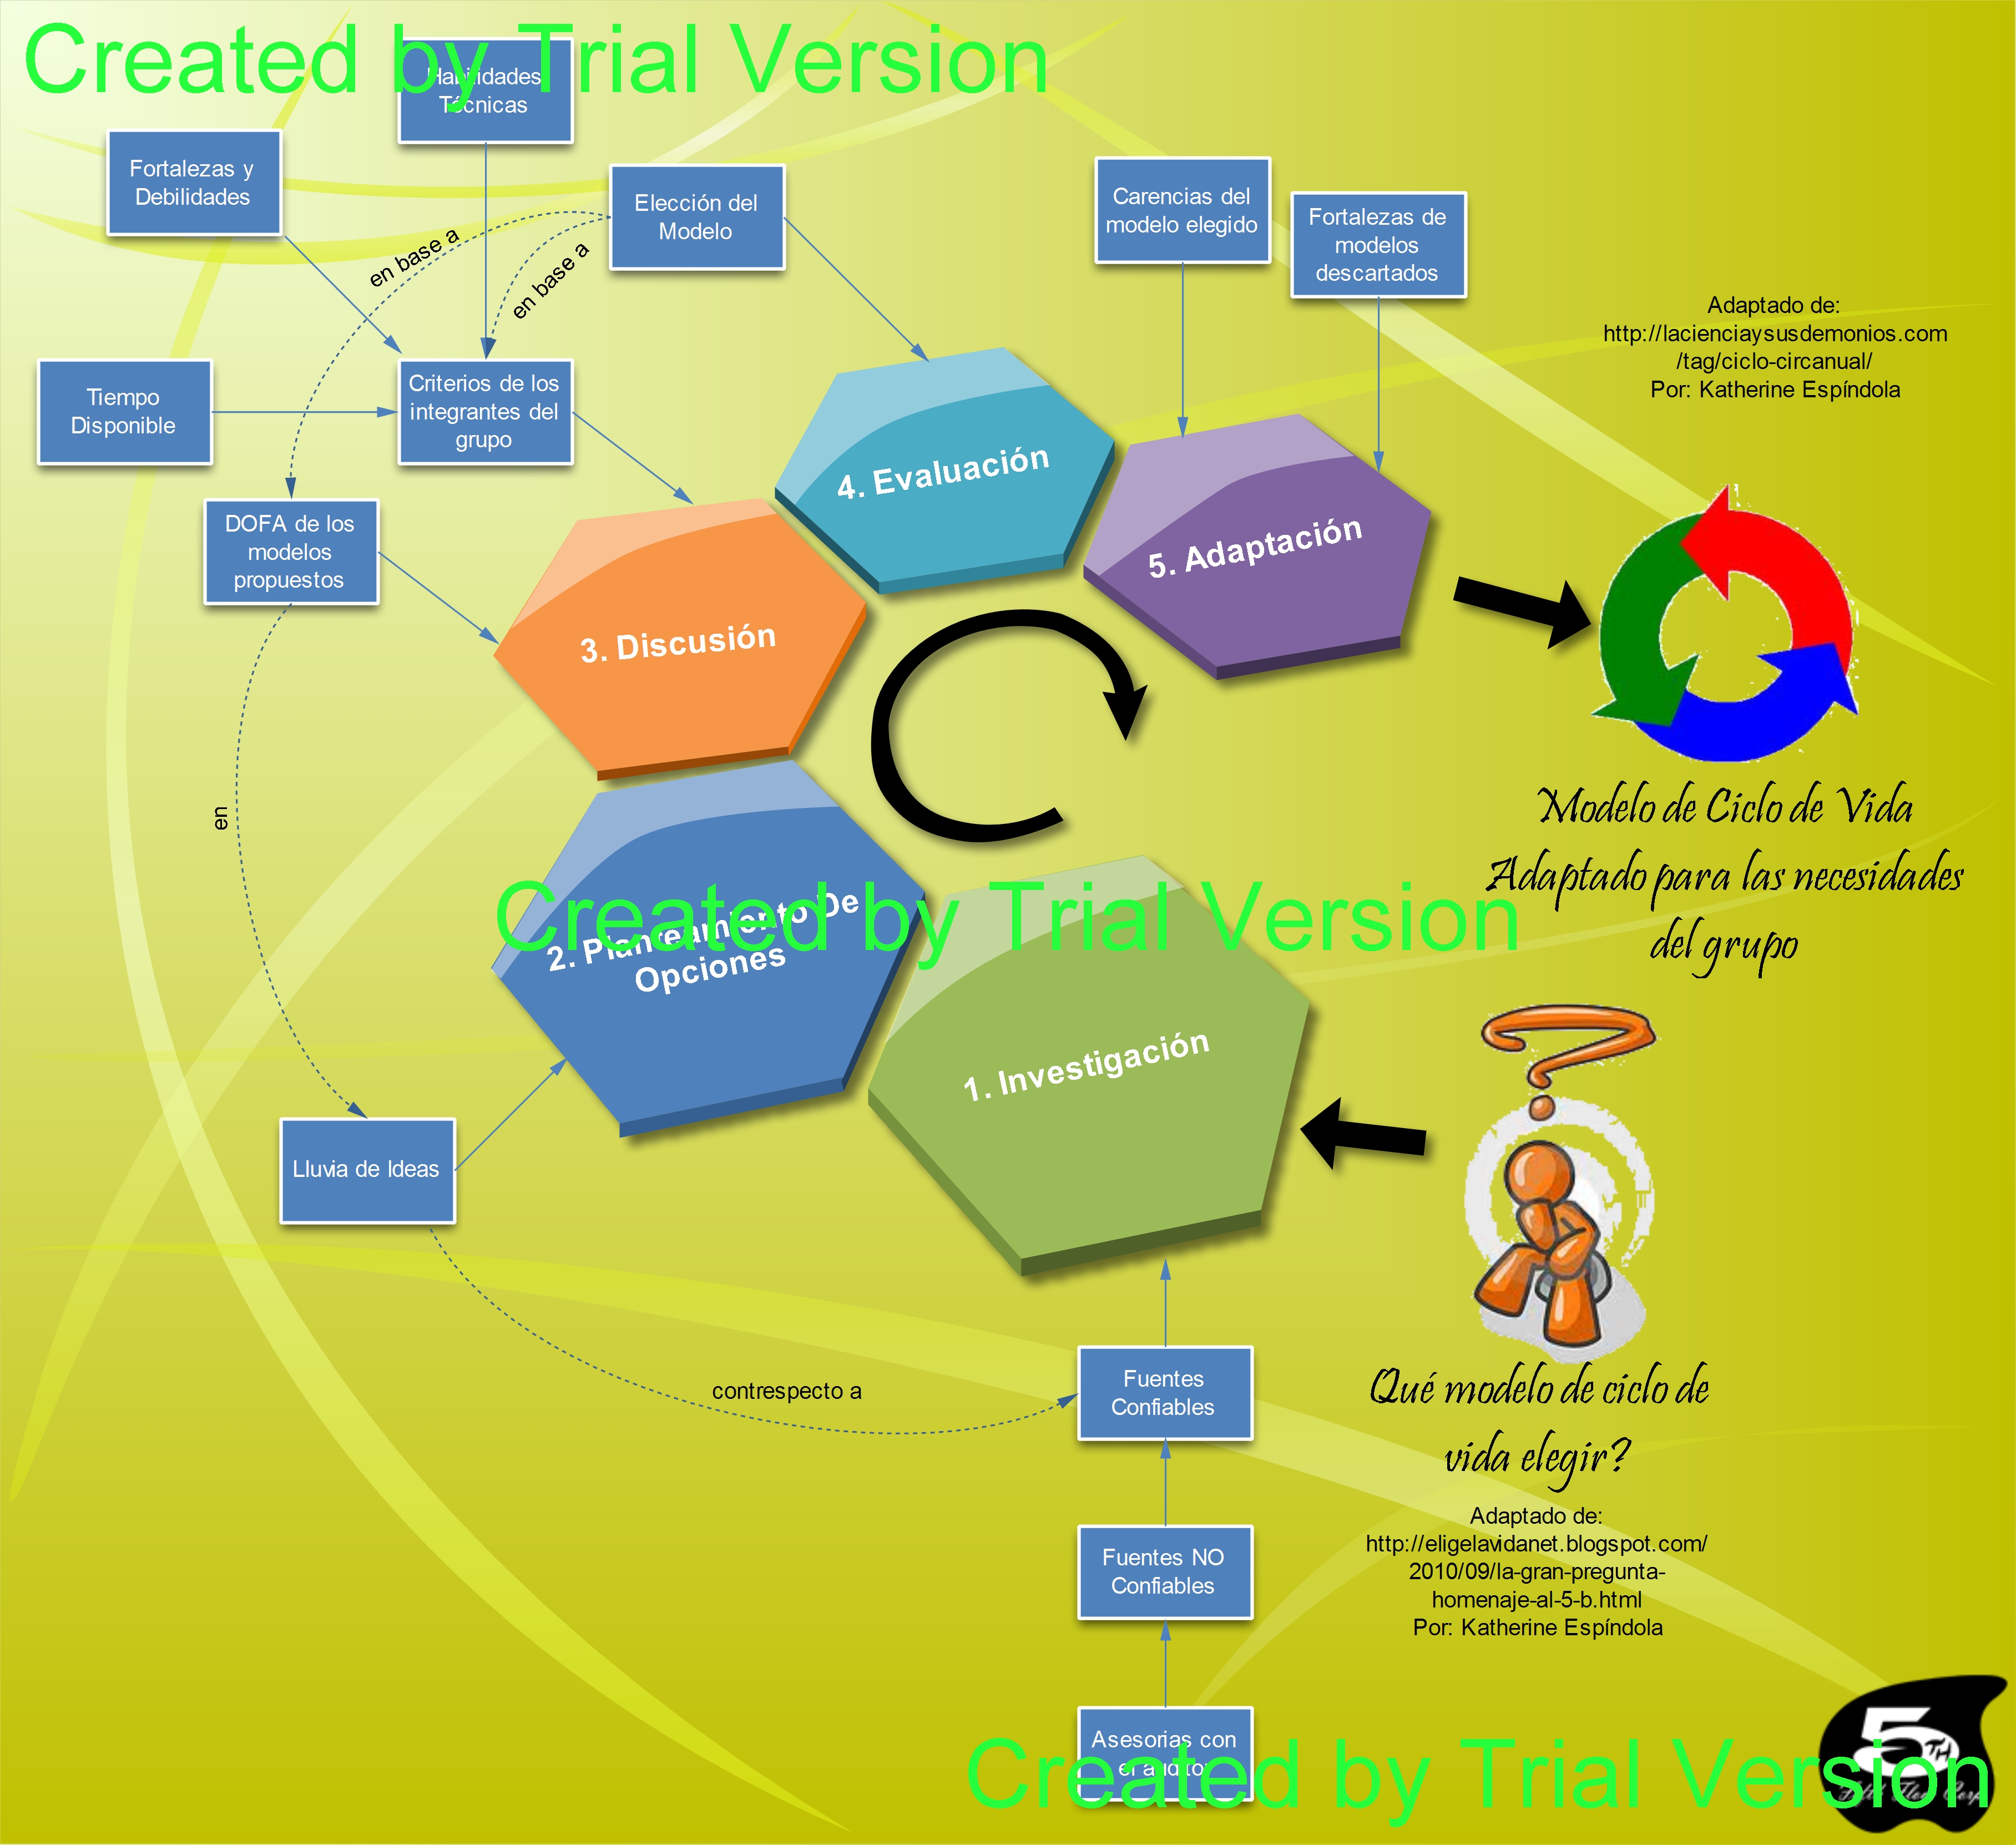 Created by Trial Version
Habilidades
Técnicas
Fortalezas y
Debilidades
Elección del
Modelo
Carencias del
modelo elegido
Fortalezas de
modelos
descartados
en base a
en base a
Adaptado de:
http://lacienciaysusdemonios.com
/tag/ciclo-circanual/
Por: Katherine Espíndola
Tiempo
Disponible
Criterios de los
integrantes del
grupo
4. Evaluación
5. Adaptación
DOFA de los
modelos
propuestos
3. Discusión
Modelo de Ciclo de Vida
Adaptado para las necesidades
del grupo
en
2. Planteamiento De
Opciones
Created by Trial Version
1. Investigación
Lluvia de Ideas
contrespecto a
Fuentes
Confiables
Qué modelo de ciclo de
vida elegir?
Adaptado de:
http://eligelavidanet.blogspot.com/
2010/09/la-gran-pregunta-
homenaje-al-5-b.html
Por: Katherine Espíndola
Fuentes NO
Confiables
Asesorias con
el auditor
Created by Trial Version
5TH
Fifth Floor Corp